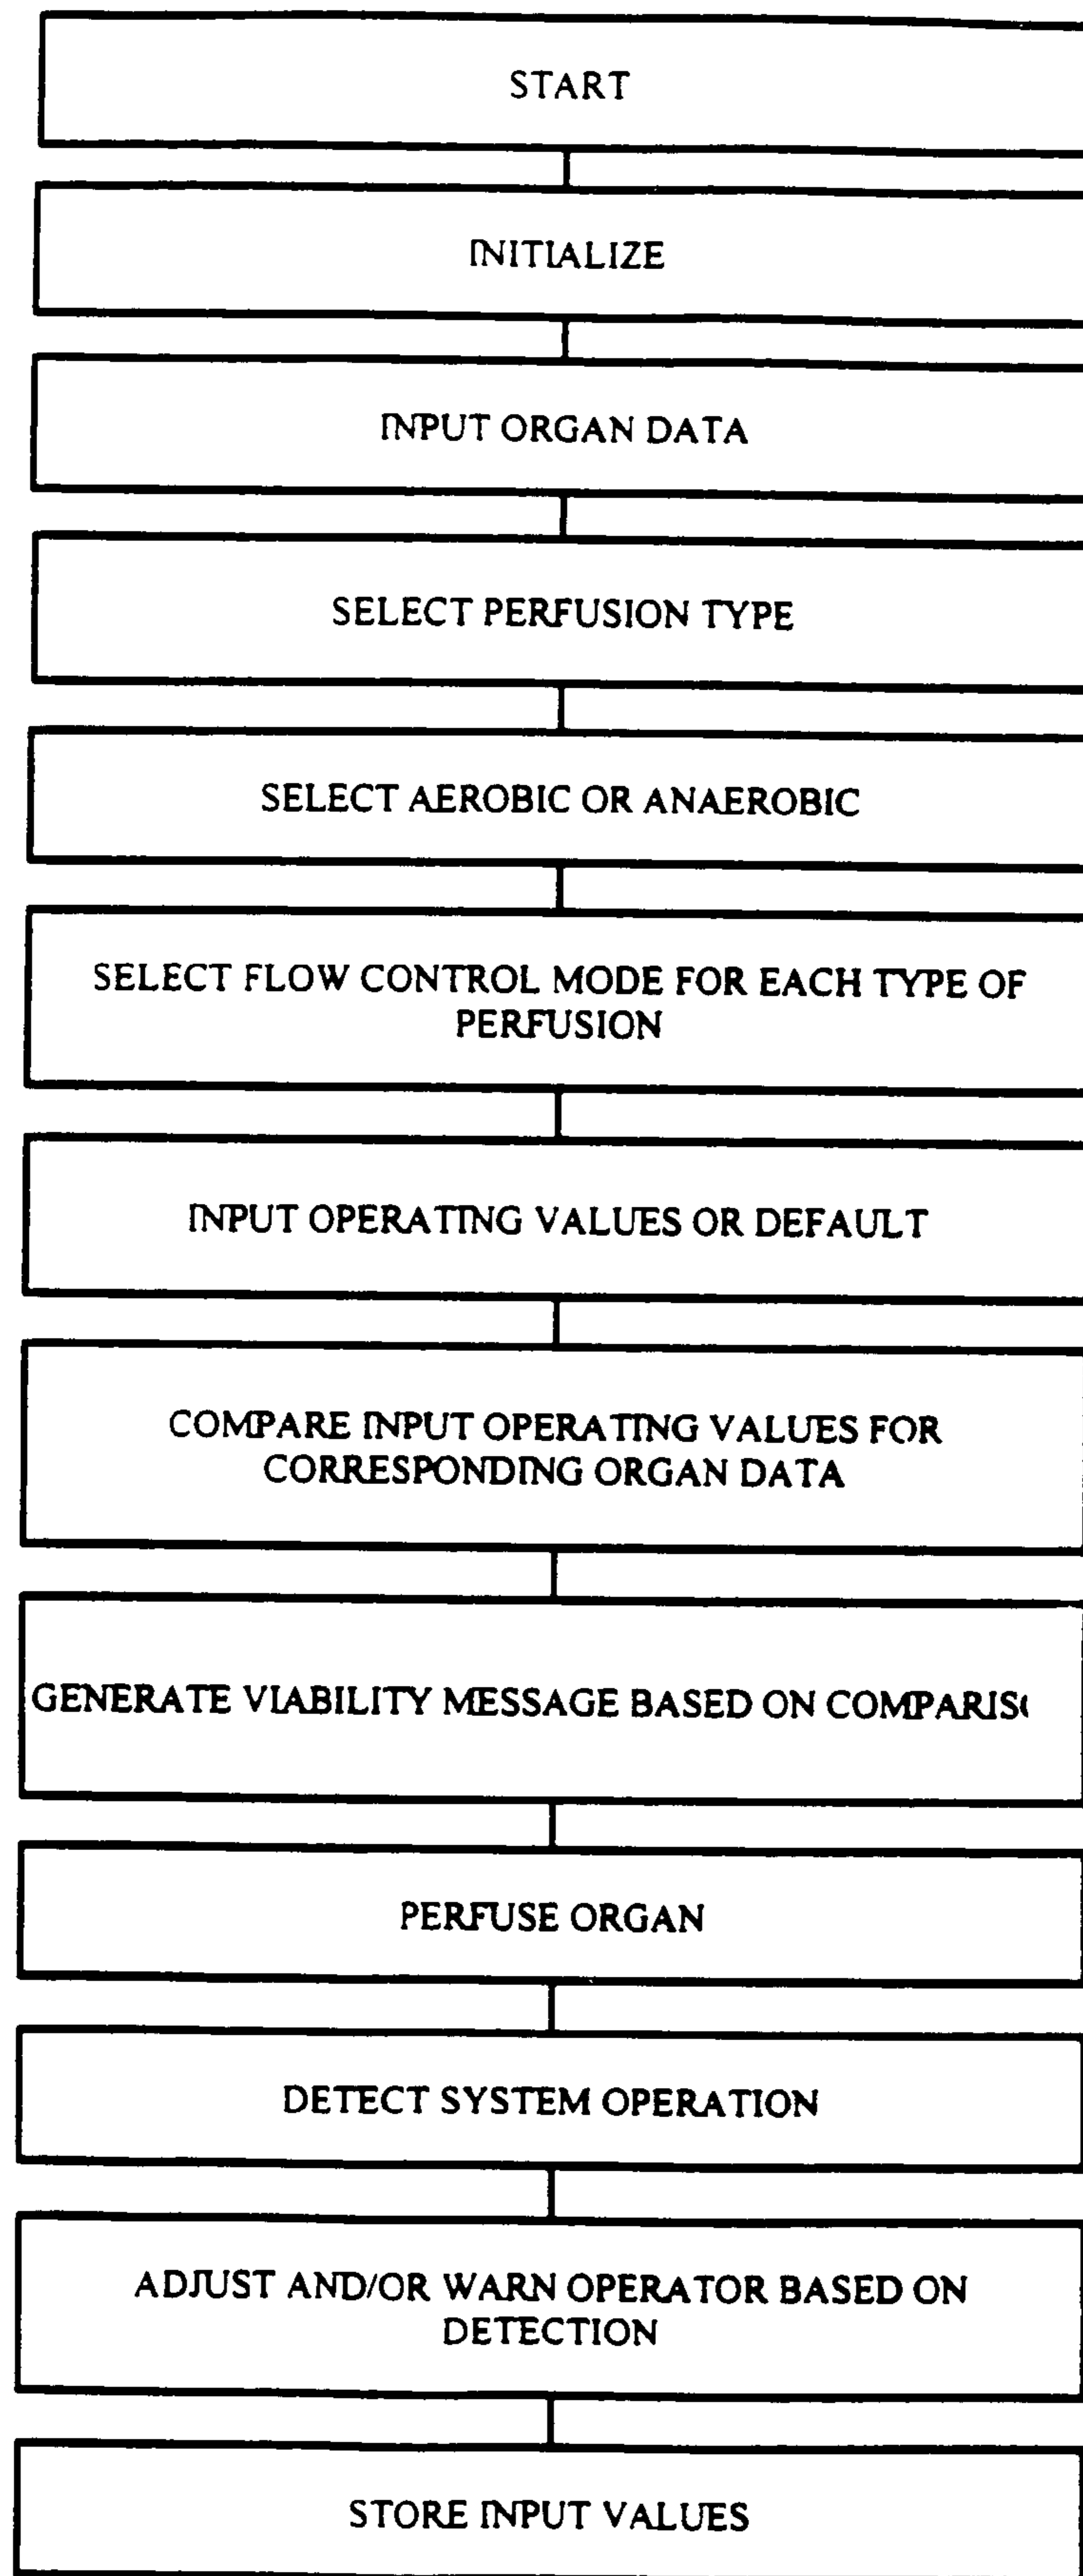 START
INITIALIZE
INPUT ORGAN DATA
SELECT PERFUSION TYPE
SELECT AEROBIC OR ANAEROBIC
SELECT FLOW CONTROL MODE FOR EACH TYPE OF
PERFUSION
INPUT OPERATING VALUES OR DEFAULT
COMPARE INPUT OPERATING VALUES FOR
CORRESPONDING ORGAN DATA
GENERATE VIABILITY MESSAGE BASED ON COMPARIS
PERFUSE ORGAN
DETECT SYSTEM OPERATION
ADJUST AND/OR WARN OPERATOR BASED ON
DETECTION
STORE INPUT VALUES